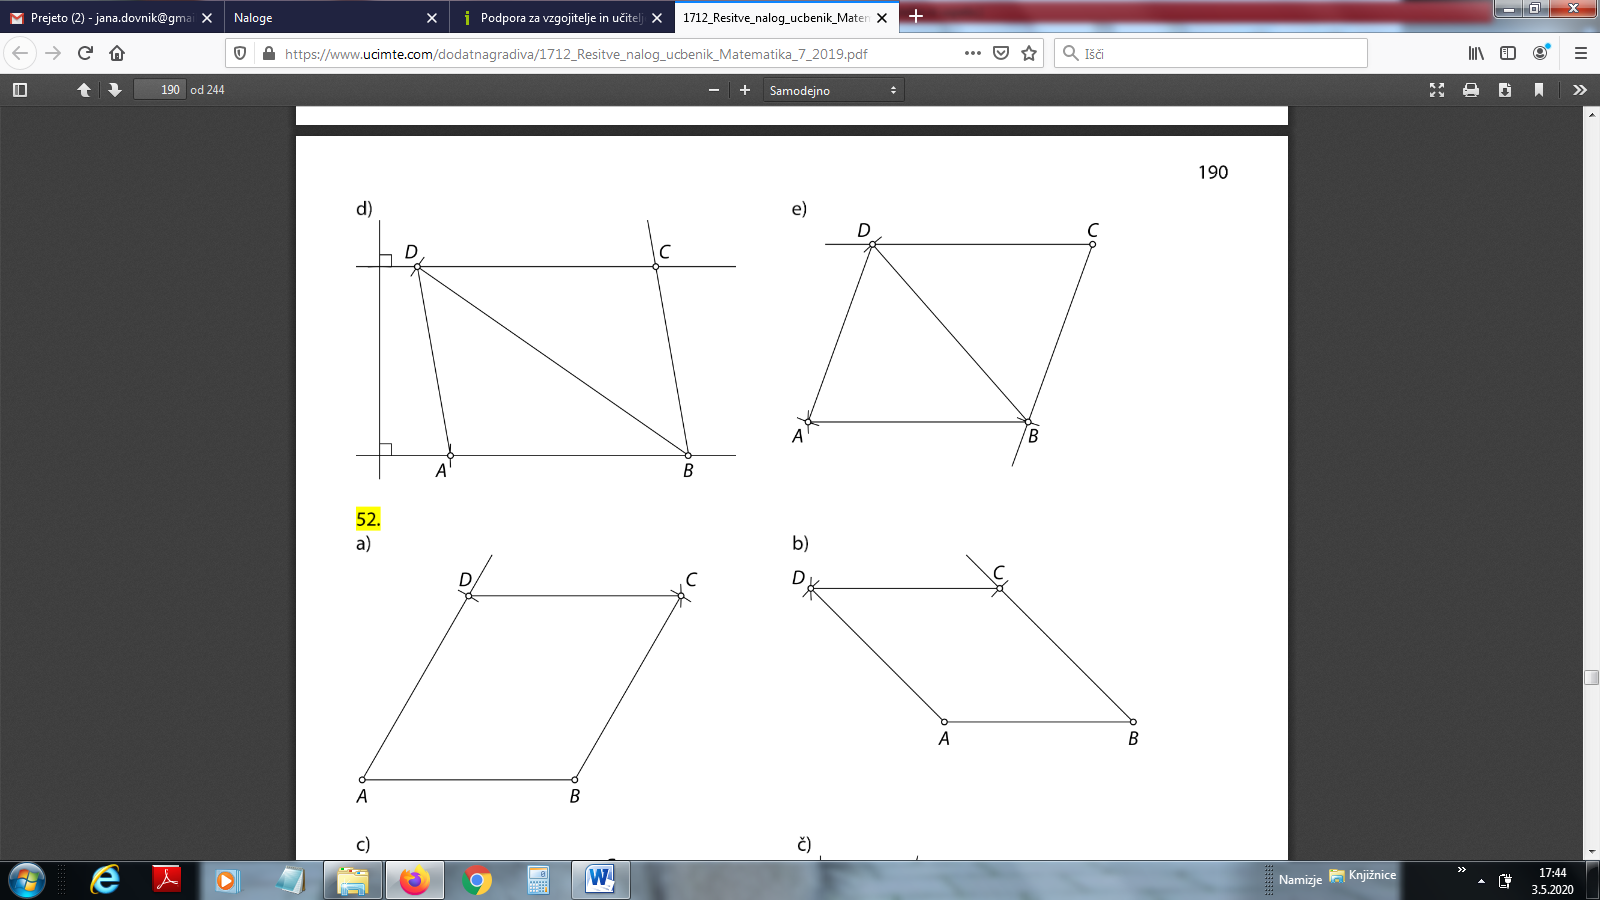 Prejeto (2) - jana.dovnik@gmai
Naloge
Podpora za vzgojitelje in učitelj
1712_Resitve_nalog_ucbenik_Matem
https://www.ucimte.com/dodatnagradiva/1712_Resitve_nalog_ucbenik_Matematika_7_2019.pdf
Išči
190 od 244
Samodejno
190
d)
e)
D
C
A
B
D
C
A
B
52.
a)
b)
D
C
A
B
D
C
A
B
c)
č)
Namizje
Knjižnice
17:44
3.5.2020